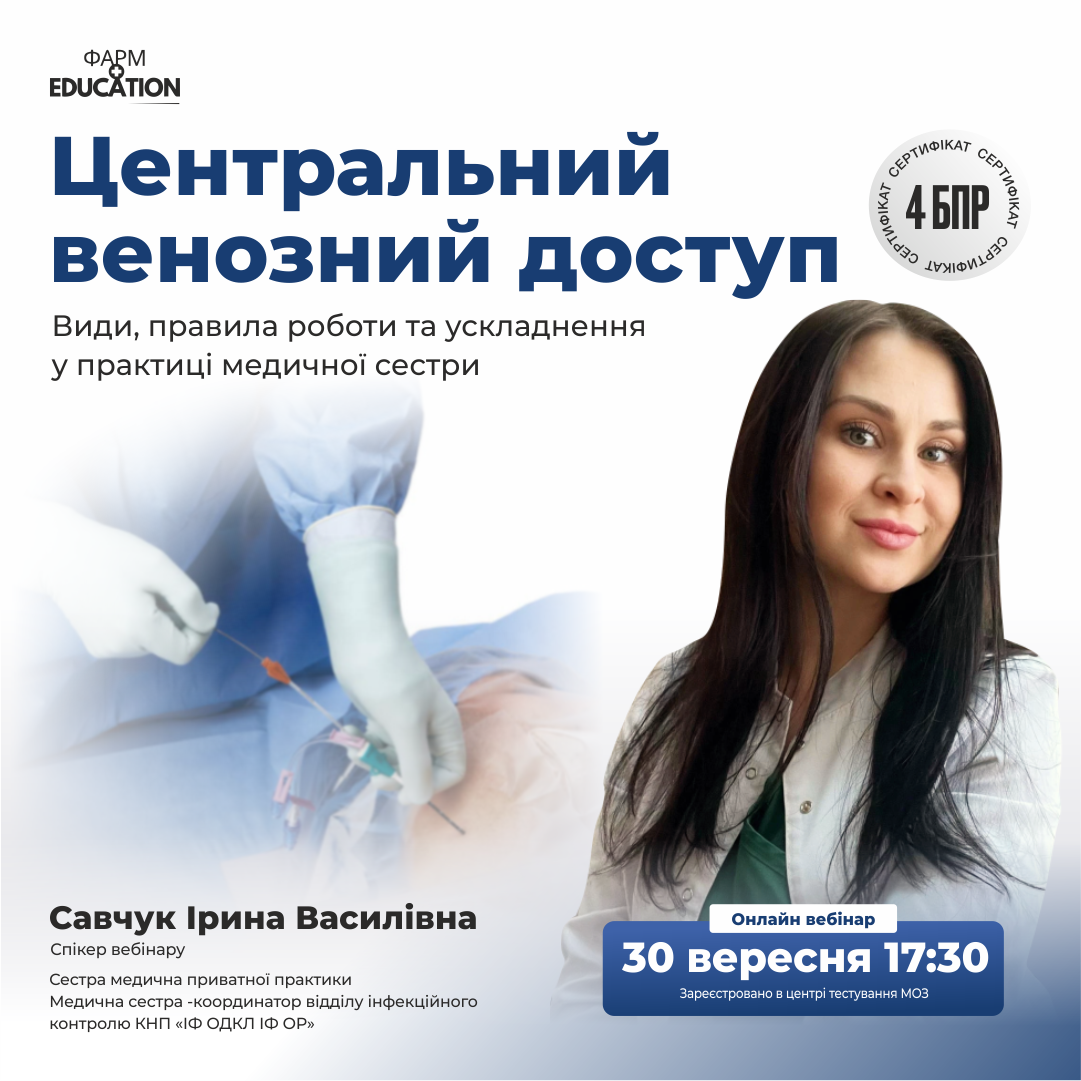 ФАРМ
EDUCATION
Центральний
венозний доступ
СЕРТИФІКАТ СЕРТИФІКАТ СЕРТИФІКАТ СЕРТИФІКАТ
4 БПР
Види, правила роботи та ускладнення
у практиці медичної сестри
Савчук Ірина Василівна
Спікер вебінару
Сестра медична приватної практики
Медична сестра -координатор відділу інфекційного
контролю КНП «ІФ ОДКЛ ІФ ОР»
Онлайн вебінар
30 вересня 17:30
Зареєстровано в центрі тестування МОЗ